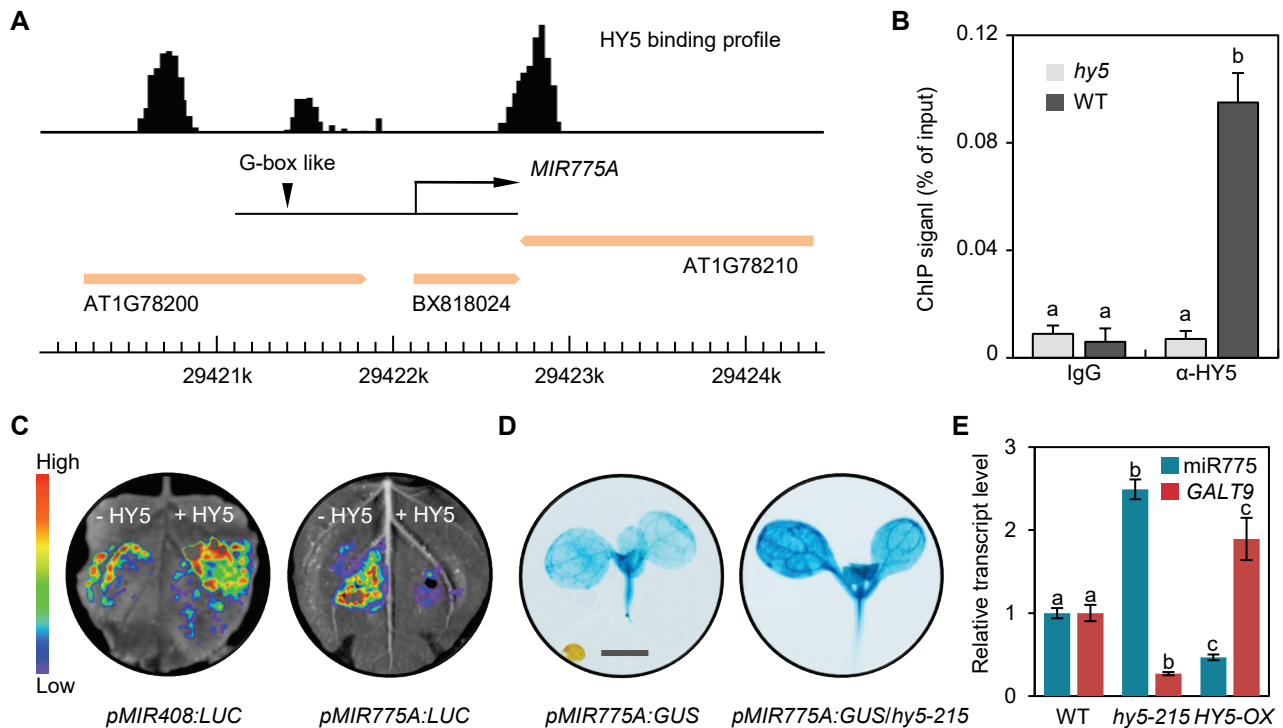 A
HY5 binding profile
G-box like
MIR775A
AT1G78210
AT1G78200
BX818024
29421k
29422k
29423k
29424k
B
ChIP siganl (% of input)
0.12
0.08
0.04
0
hy5
WT
a
a
a
b
IgG
α-HY5
C
High
Low
- HY5
+ HY5
- HY5
+ HY5
pMIR408:LUC
pMIR775A:LUC
D
pMIR775A:GUS
pMIR775A:GUS/hy5-215
E
Relative transcript level
3
2
1
0
miR775
GALT9
a
a
b
b
c
c
WT
hy5-215
HY5-OX